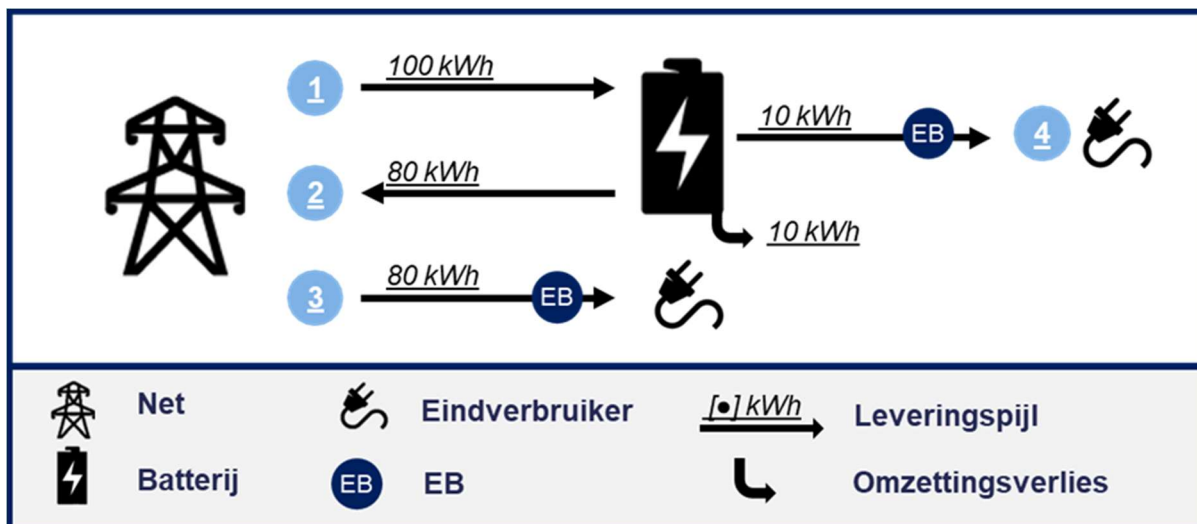 1
100 kWh
10 kWh
EB
4
2
80 kWh
10 kWh
3
80 kWh
EB
Net
Eindverbruiker
[•] kWh
Leveringspijl
Batterij
EB
EB
Omzettingsverlies